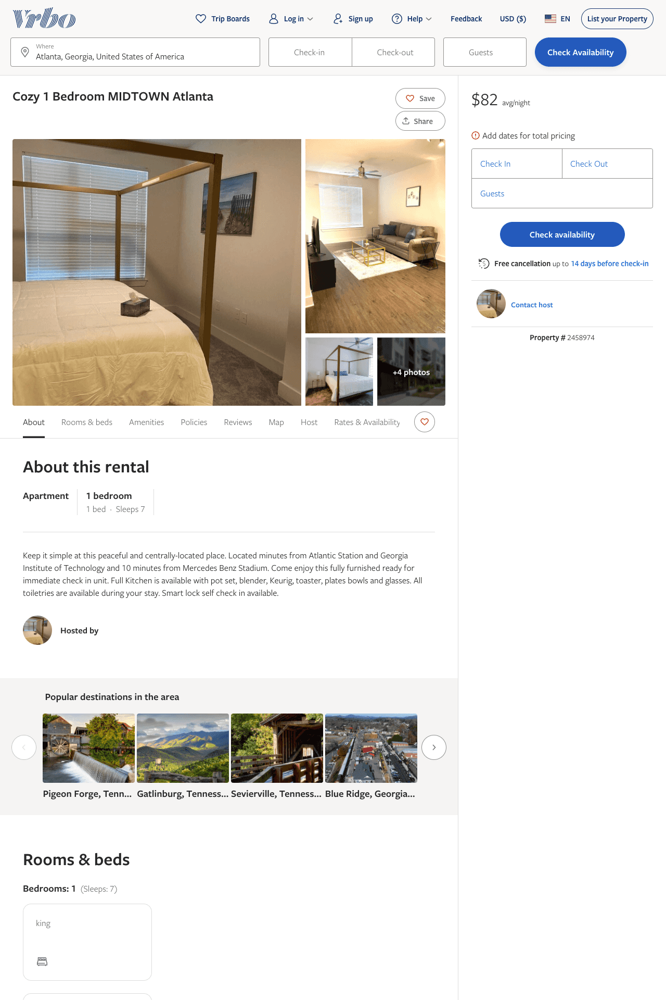 Vrbo
Trip Boards
Log in
Sign up
Help
Feedback
USD ($)
EN
List your Property
Where
Atlanta, Georgia, United States of America
Check-in
Check-out
Guests
Check Availability
Cozy 1 Bedroom MIDTOWN Atlanta
Save
Share
+4 photos
$82 avg/night
Add dates for total pricing
Check In
Check Out
Guests
Check availability
Free cancellation up to 14 days before check-in
Contact host
Property # 2458974
About
Rooms & beds
Amenities
Policies
Reviews
Map
Host
Rates & Availability
About this rental
Apartment
1 bedroom
1 bed · Sleeps 7
Keep it simple at this peaceful and centrally-located place. Located minutes from Atlantic Station and Georgia
Institute of Technology and 10 minutes from Mercedes Benz Stadium. Come enjoy this fully furnished ready for
immediate check in unit. Full Kitchen is available with pot set, blender, Keurig, toaster, plates bowls and glasses. All
toiletries are available during your stay. Smart lock self check in available.
Hosted by
Popular destinations in the area
Pigeon Forge, Tenn...
Gatlinburg, Tenness...
Sevierville, Tenness...
Blue Ridge, Georgia...
Rooms & beds
Bedrooms: 1 (Sleeps: 7)
king